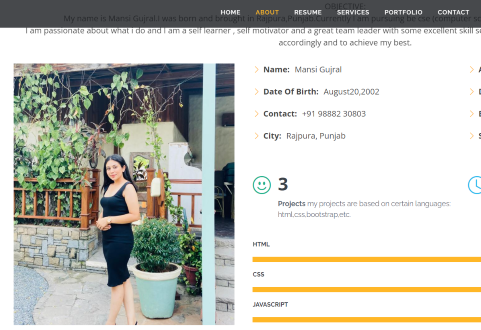 HOME ABOUT RESUME SERVICES PORTFOLIO CONTACT
OBJECTIVE
My name is Mansi Gujral,I was born and brought in Rajpura,Punjab.Currently I am pursuing be cse (computer
I am passionate about what i do and I am a self learner , self motivator and a great team leader with some excellent skill
accordingly and to achieve my best.
Name: Mansi Gujral
Date Of Birth: August20,2002
Contact: +91 98882 30803
City: Rajpura, Punjab
3
Projects my projects are based on certain languages:
html,css,bootstrap,etc.
HTML
CSS
JAVASCRIPT